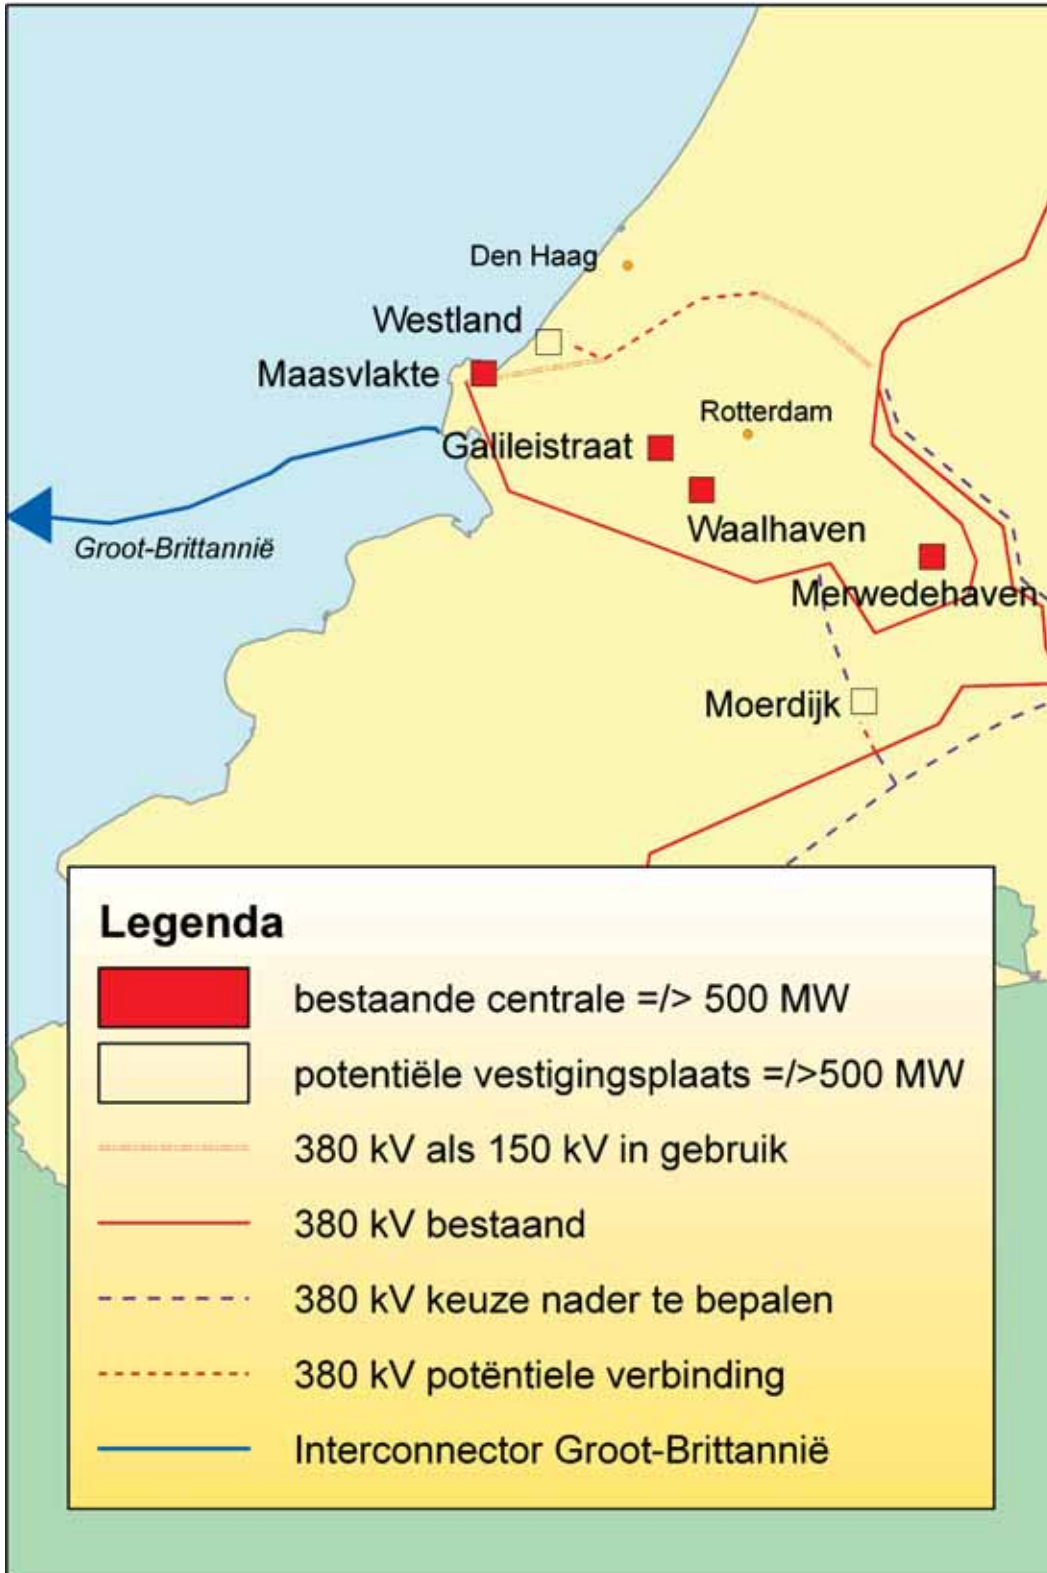 Den Haag
Westland
Maasvlakte
Rotterdam
Galileistraat
Waalhaven
Groot-Brittannië
Merwedehaven
Moerdijk
Legenda
bestaande centrale =/> 500 MW
potentiële vestigingsplaats =/>500 MW
380 kV als 150 kV in gebruik
380 kV bestaand
380 kV keuze nader te bepalen
380 kV potëntiele verbinding
Interconnector Groot-Brittannië